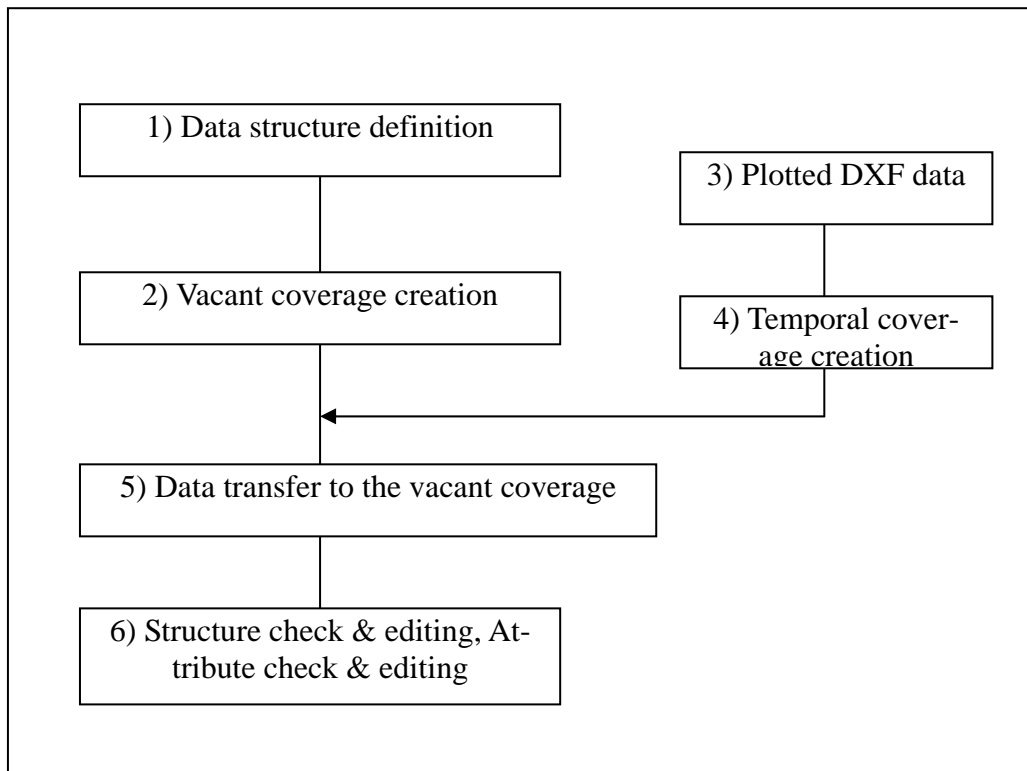 1) Data structure definition
3) Plotted DXF data
2) Vacant coverage creation
4) Temporal cover-
age creation
5) Data transfer to the vacant coverage
6) Structure check & editing, At-
tribute check & editing